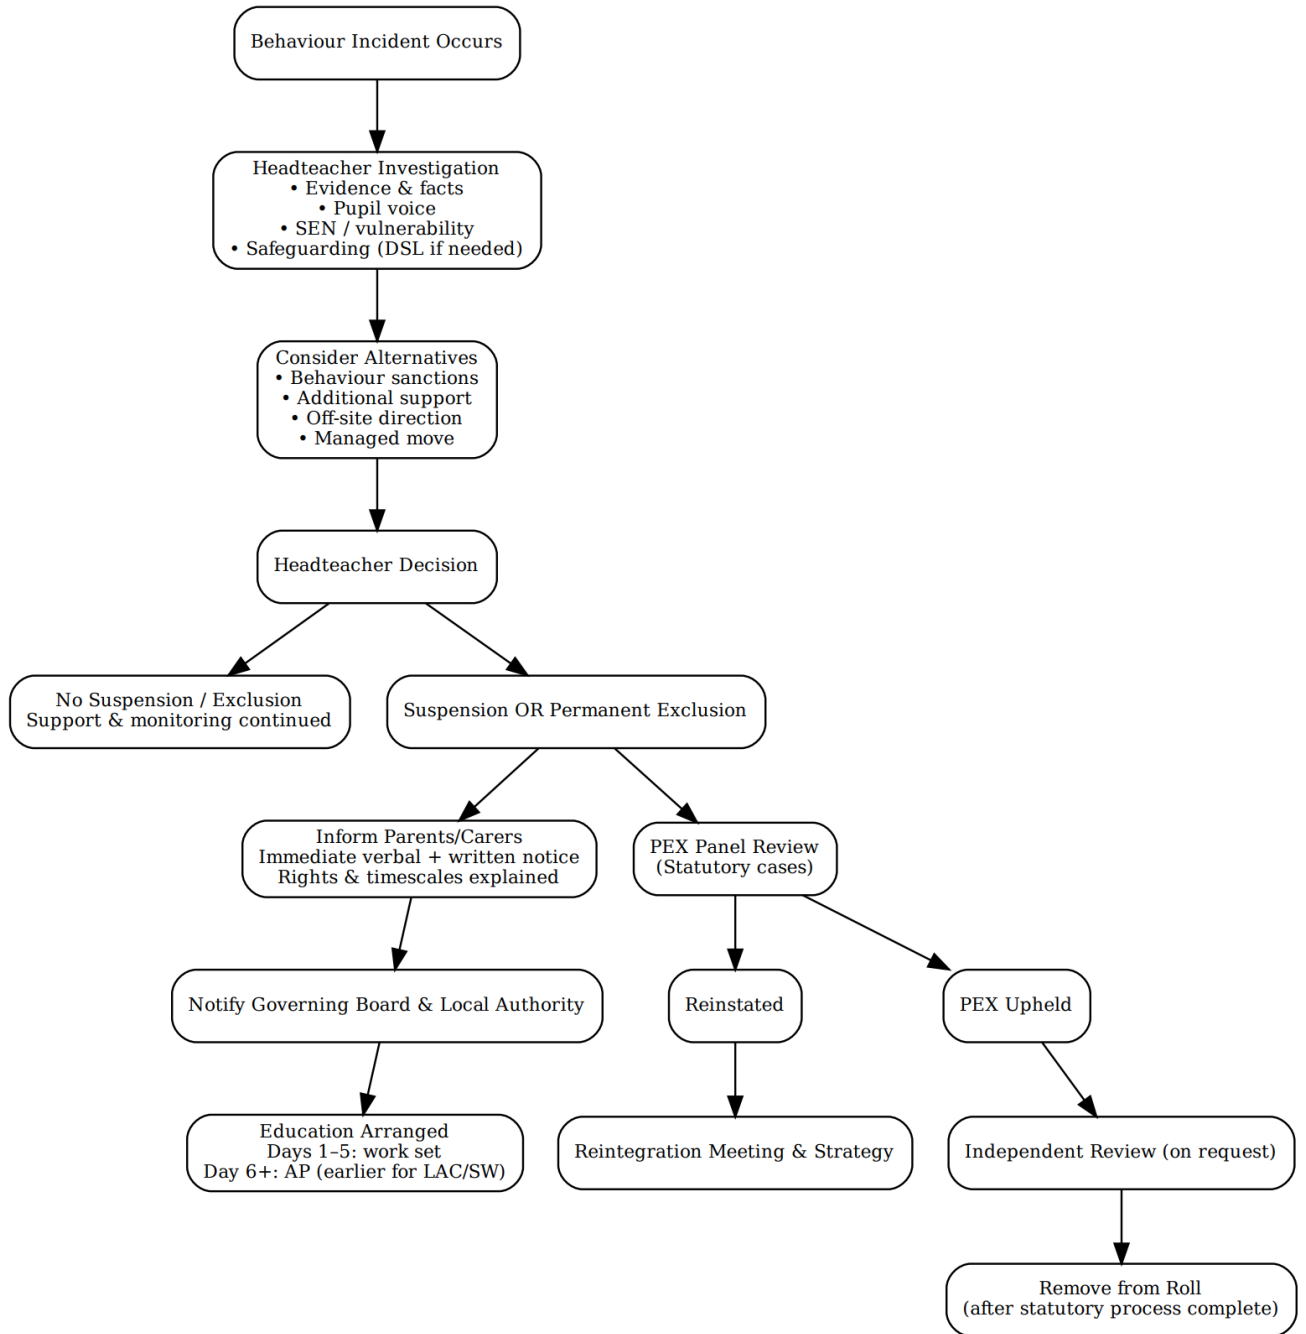 Behaviour Incident Occurs
Headteacher Investigation
• Evidence & facts
• Pupil voice
• SEN / vulnerability
• Safeguarding (DSL if needed)
Consider Alternatives
• Behaviour sanctions
• Additional support
• Off-site direction
• Managed move
Headteacher Decision
No Suspension / Exclusion
Support & monitoring continued
Suspension OR Permanent Exclusion
Inform Parents/Carers
Immediate verbal + written notice
Rights & timescales explained
PEX Panel Review
(Statutory cases)
Notify Governing Board & Local Authority
Reinstated
PEX Upheld
Education Arranged
Days 1–5: work set
Day 6+: AP (earlier for LAC/SW)
Reintegration Meeting & Strategy
Independent Review (on request)
Remove from Roll
(after statutory process complete)